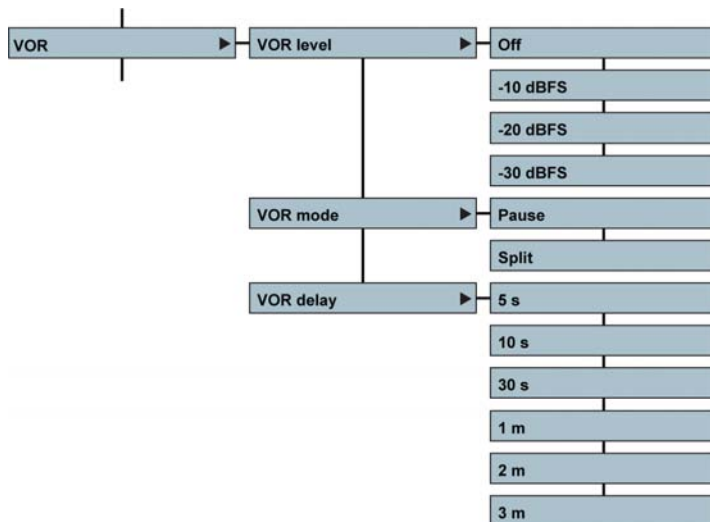 VOR
VOR level
Off
-10 dBFS
-20 dBFS
-30 dBFS
VOR mode
Pause
Split
VOR delay
5 s
10 s
30 s
1 m
2 m
3 m